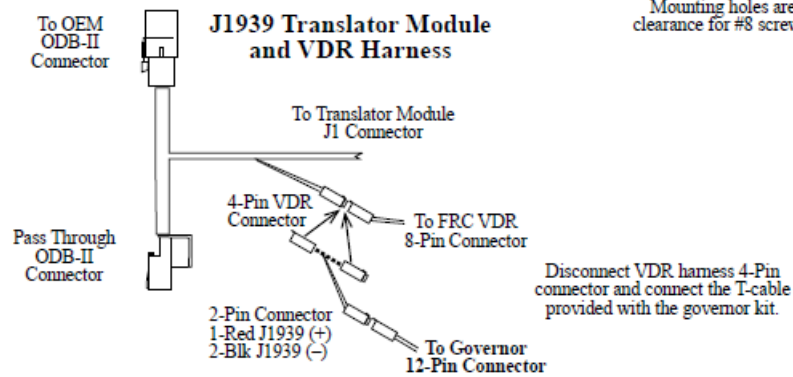 To OEM
ODB-II
Connector
J1939 Translator Module
and VDR Harness
Mounting holes are
clearance for #8 screw
To Translator Module
J1 Connector
4-Pin VDR
Connector
To FRC VDR
8-Pin Connector
Pass Through
ODB-II
Connector
Disconnect VDR harness 4-Pin
connector and connect the T-cable
provided with the governor kit.
2-Pin Connector
1-Red J1939 (+)
2-Blk J1939 (–)
To Governor
12-Pin Connector